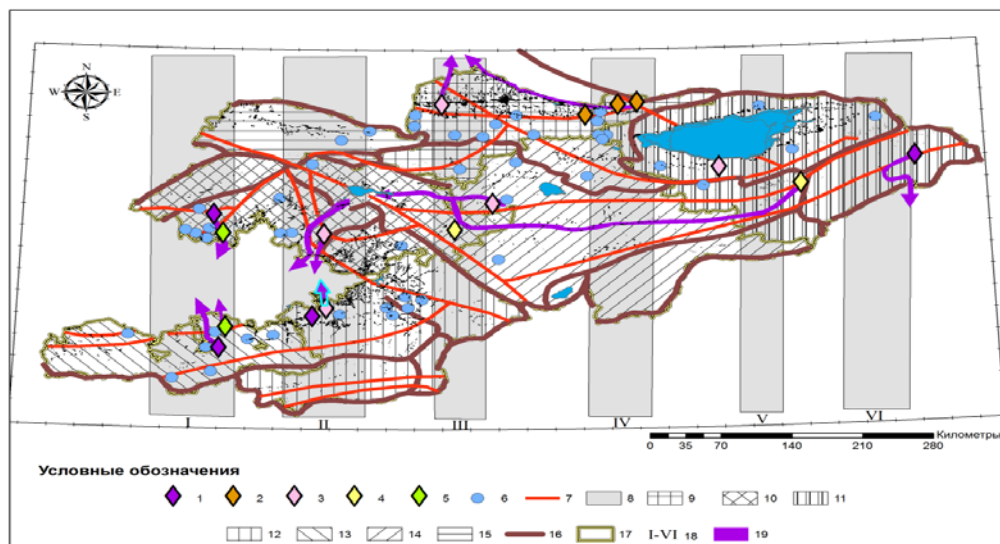 N
W E
S
I II III IV V VI
Километры
0 35 70 140 210 280
Условные обозначения
1 2 3 4 5 6 7 8 9 10 11
12 13 14 15 16 17 I-VI 18 19